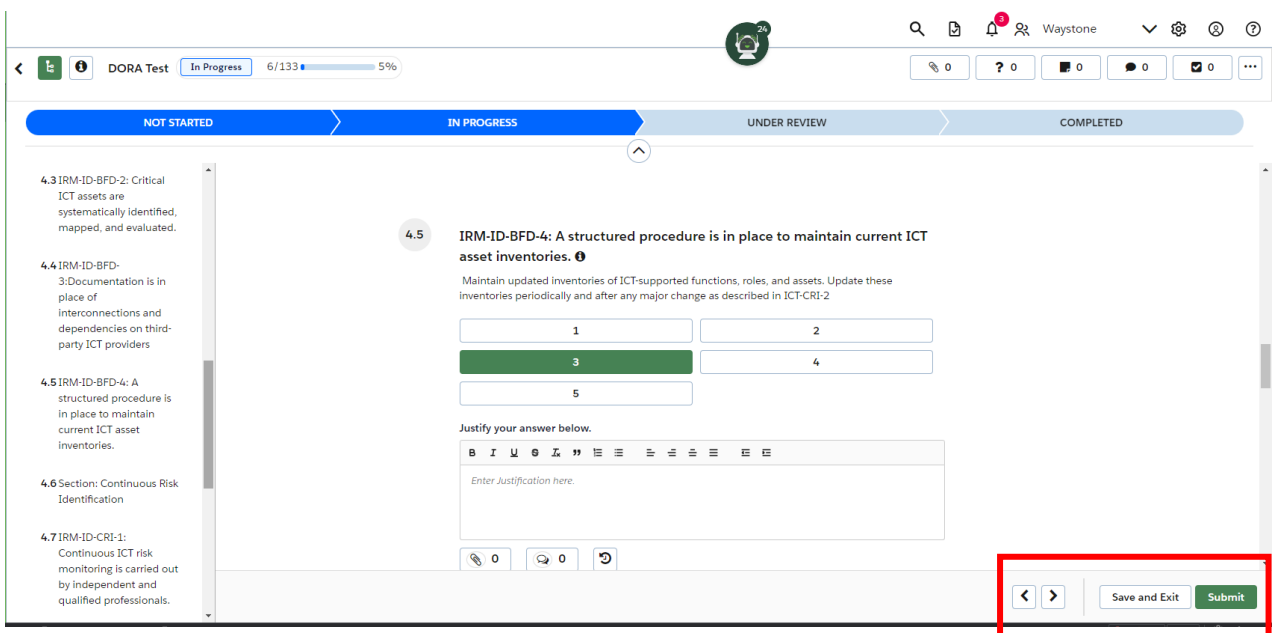 24
3
Waystone
DORA Test
In Progress
6/133
5%
0
? 0
0
0
0
...
NOT STARTED
IN PROGRESS
UNDER REVIEW
COMPLETED
4.3 IRM-ID-BFD-2: Critical
ICT assets are
systematically identified,
mapped, and evaluated.
4.4 IRM-ID-BFD-
3:Documentation is in
place of
interconnections and
dependencies on third-
party ICT providers
4.5 IRM-ID-BFD-4: A
structured procedure is
in place to maintain
current ICT asset
inventories.
4.6 Section: Continuous Risk
Identification
4.7 IRM-ID-CRI-1:
Continuous ICT risk
monitoring is carried out
by independent and
qualified professionals.
4.5
IRM-ID-BFD-4: A structured procedure is in place to maintain current ICT
asset inventories.
Maintain updated inventories of ICT-supported functions, roles, and assets. Update these
inventories periodically and after any major change as described in ICT-CRI-2
1
2
3
4
5
Justify your answer below.
B I U S Tx
Enter Justification here.
0
0
Save and Exit
Submit